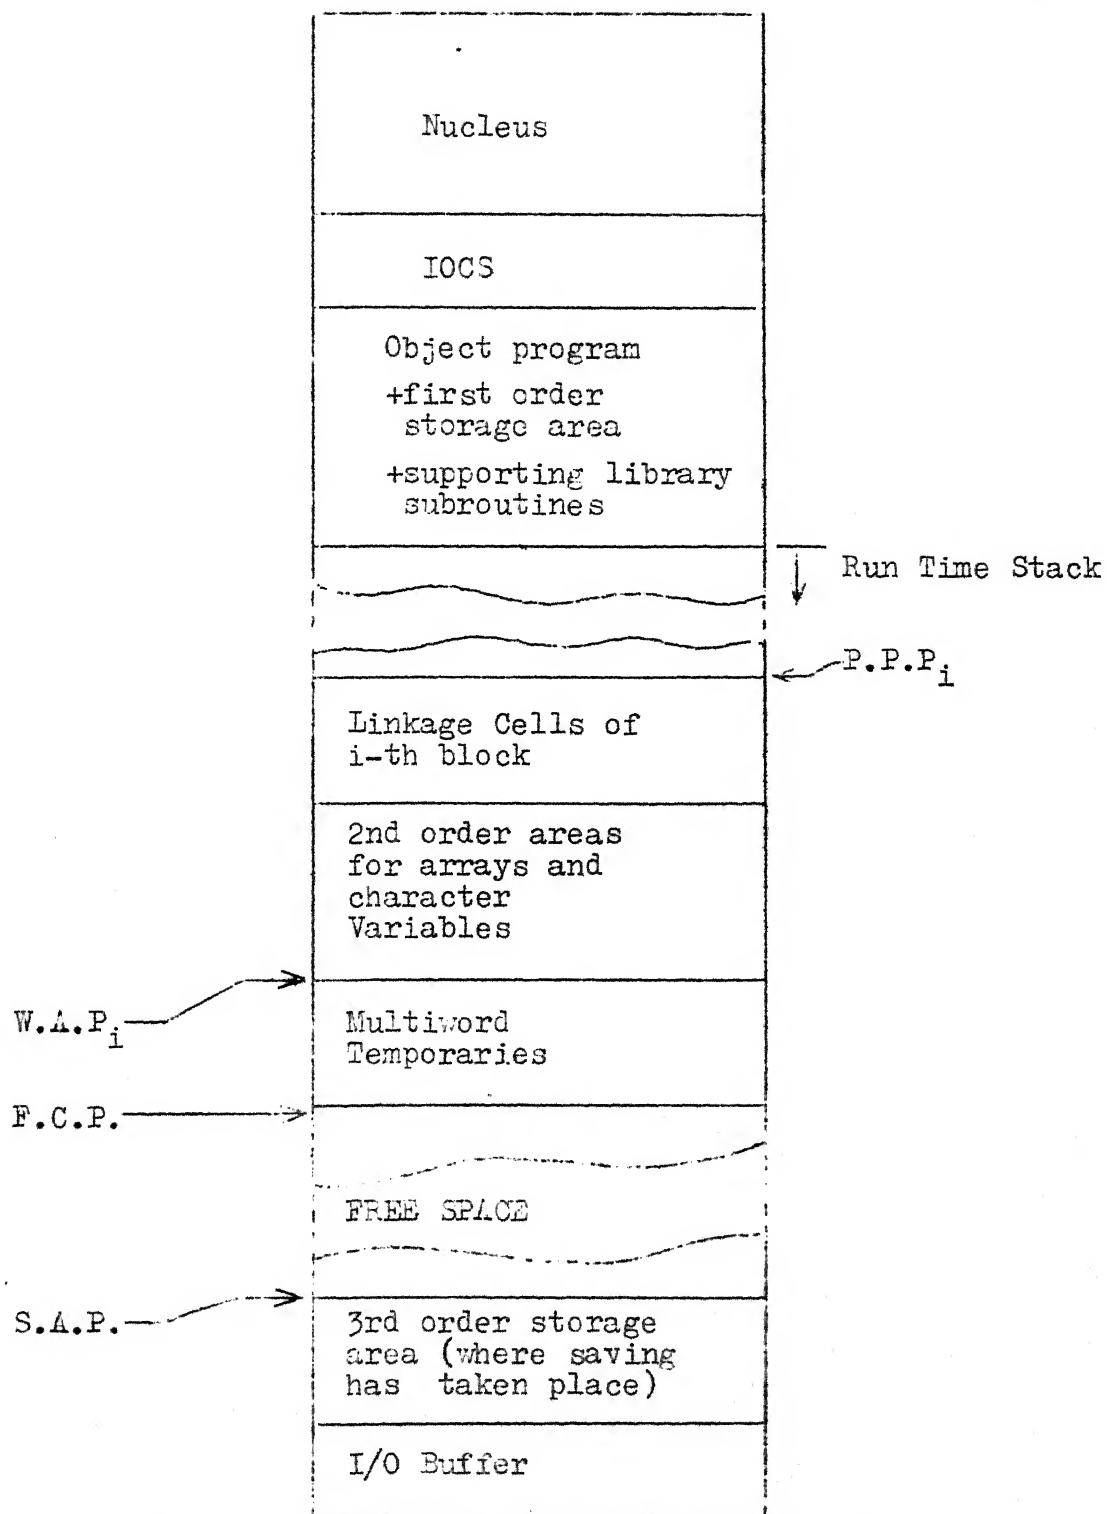 Nucleus
IOCS
Object program
+first order
storage area
+supporting library
subroutines
Run Time Stack
P.P.Pi
Linkage Cells of
i-th block
2nd order areas
for arrays and
character
Variables
W.A.Pi
Multiword
Temporaries
F.C.P.
FREE SPACE
S.A.P.
3rd order storage
area (where saving
has taken place)
I/O Buffer